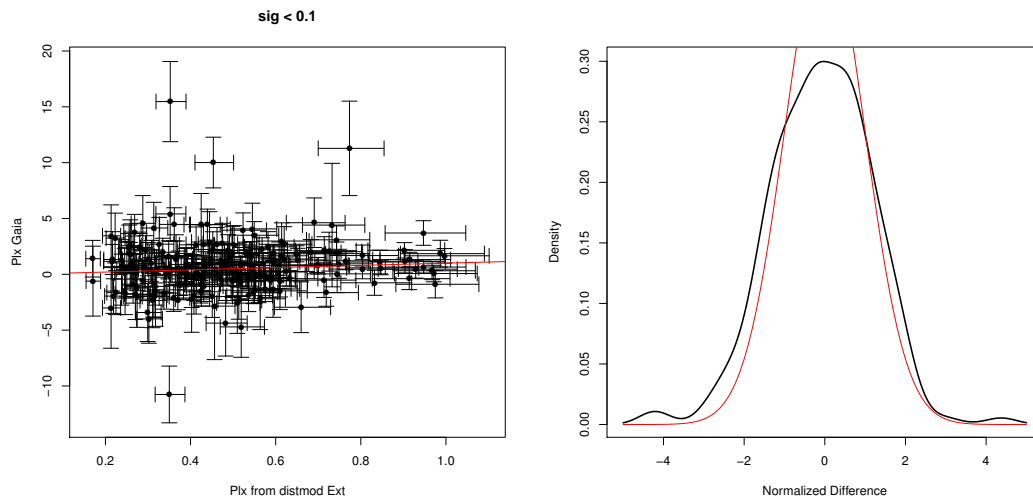 sig < 0.1
20
15
10
5
0
−5
−10
Plx Gaia
0.2 0.4 0.6 0.8 1.0
Plx from distmod Ext
0.30
0.25
0.20
0.15
0.10
0.05
0.00
Density
−4 −2 0 2 4
Normalized Difference